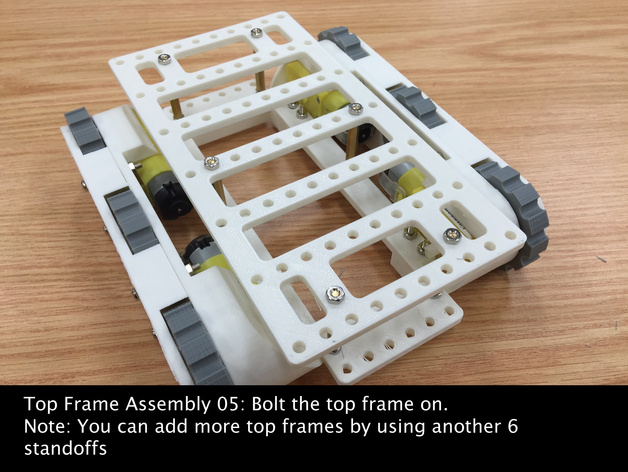 Top Frame Assembly 05: Bolt the top frame on.
Note: You can add more top frames by using another 6
standoffs